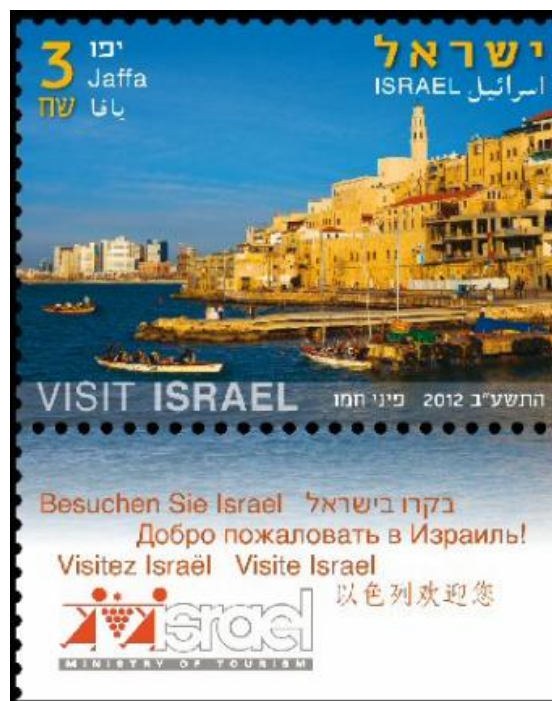 3 יפו ישראל
Jaffa ISRAEL اسرائيل
שח يافا
VISIT ISRAEL פיני חמו 2012 התשע"ב
Besuchen Sie Israel בקרו בישראל
Добро пожаловать в Израиль!
Visitez Israël Visite Israel
以色列欢迎您
israel
MINISTRY OF TOURISM